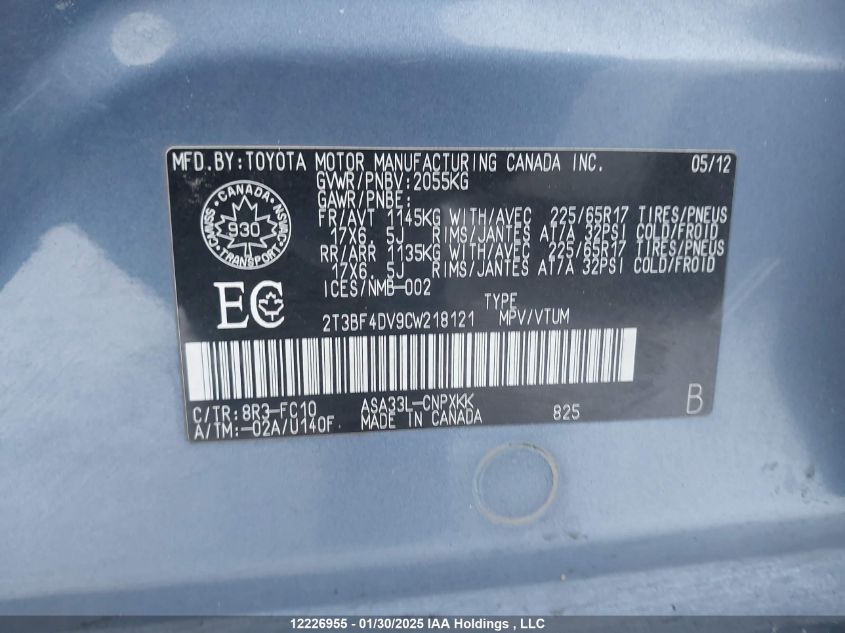 MFD.BY:TOYOTA MOTOR MANUFACTURING CANADA INC. 05/12
GVWR/PNBV:2055KG
GAWR/PNBE:
FR/AVT 1145KG WITH/AVEC 225/65R17 TIRES/PNEUS
17X6.5J RIMS/JANTES AT/A 32PSI COLD/FROID
RR/ARR 1135KG WITH/AVEC 225/65R17 TIRES/PNEUS
17X6.5J RIMS/JANTES AT/A 32PSI COLD/FROID
ICES/NMB-002
CANADA
CMVSS 930 NSVAC
TRANSPORT
EC
TYPE
2T3BF4DV9CW218121 MPV/VTUM
C/TR:8R3-FC10 ASA33L-CNPXKK 825 B
A/TM:-02A/U140F MADE IN CANADA
12226955 - 01/30/2025 IAA Holdings , LLC